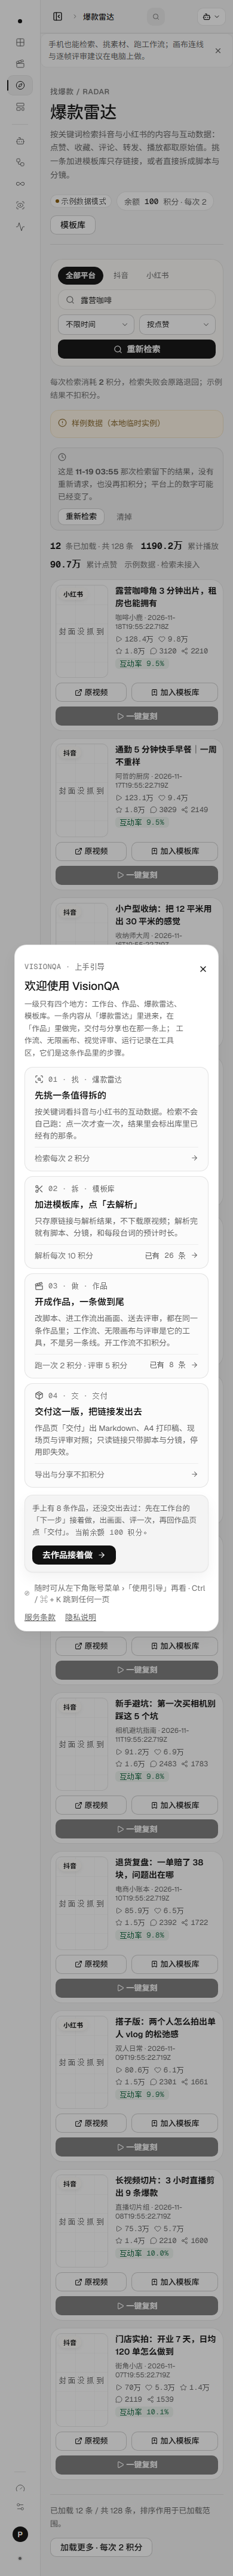 爆款雷达
手机也能检索、挑素材、跑工作流；画布连线
与逐帧评审建议在电脑上做。
找爆款 / RADAR
爆款雷达
按关键词检索抖音与小红书的内容与互动数据：
点赞、收藏、评论、转发、播放都取原始值。挑
一条加进模板库只存链接，或者直接拆成脚本与
分镜。
示例数据模式
余额 100 积分 · 每次 2
模板库
全部平台 抖音 小红书
露营咖啡
不限时间 按点赞
重新检索
每次检索消耗 2 积分，检索失败会原路退回；示例
结果不扣积分。
样例数据（本地临时实例）
这是 11-19 03:55 那次检索留下的结果，没有
重新请求，也没再扣积分；平台上的数字可能
已经变了。
重新检索 清掉
12 条已加载 · 共 128 条 1190.2万 累计播放
90.7万 累计点赞 示例数据 · 检索未接入
小红书
封面没抓到
露营咖啡角 3 分钟出片，租
房也能拥有
咖啡小鹿 · 2026-11-
18T19:55:22.718Z
128.4万 9.8万
1.8万 3120 2210
互动率 9.5%
原视频 加入模板库
一键复刻
抖音
封面没抓到
通勤 5 分钟快手早餐｜一周
不重样
阿哲的厨房 · 2026-11-
17T19:55:22.719Z
123.1万 9.4万
1.8万 3029 2149
互动率 9.5%
原视频 加入模板库
一键复刻
抖音
小户型收纳：把 12 平米用
出 30 平米的感觉
收纳师大周 · 2026-11-
VISIONQA · 上手引导
欢迎使用 VisionQA
一级只有四个地方：工作台、作品、爆款雷达、
模板库。一条内容从「爆款雷达」里进来，在
「作品」里做完，交付与分享也在那一条上； 工
作流、无限画布、视觉评审、运行记录在工具
区，它们是这条作品里的步骤。
01 · 找 · 爆款雷达
先挑一条值得拆的
按关键词看抖音与小红书的互动数据。检索不会
自己跑：点一次才查一次，结果里会标出库里已
经有的那条。
检索每次 2 积分
02 · 拆 · 模板库
加进模板库，点「去解析」
只存原链接与解析结果，不下载原视频；解析完
就有脚本、分镜，和每段台词的预算。
解析每次 10 积分 已有 26 条
03 · 做 · 作品
开成作品，一条做到尾
改脚本、进工作流出画面、送去评审，都在同一
条作品里；工作流、无限画布与评审是它的工
具，不是另一条线。开工作流不扣积分。
跑一次 2 积分 · 评审 5 积分 已有 8 条
04 · 交 · 交付
交付这一版，把链接发出去
作品页「交付」出 Markdown、A4 打印稿、现
场页与评审对照；只读链接只带脚本与分镜，停
用即失效。
导出与分享不扣积分
手上有 8 条作品，还没交出去过：先在工作台的
「下一步」接着做，出画面、评一次，再回作品页
点「交付」。当前余额 100 积分。
去作品接着做
随时可从左下角账号菜单 ›「使用引导」再看 · Ctrl
/ ⌘ + K 跳到任何一页
服务条款 隐私说明
原视频 加入模板库
一键复刻
抖音
封面没抓到
新手避坑：第一次买相机别
踩这 5 个坑
相机避坑指南 · 2026-11-
11T19:55:22.719Z
91.2万 6.9万
1.6万 2483 1783
互动率 9.8%
原视频 加入模板库
一键复刻
抖音
封面没抓到
退货复盘：一单赔了 38
块，问题出在哪
电商小账本 · 2026-11-
10T19:55:22.719Z
85.9万 6.5万
1.5万 2392 1722
互动率 9.8%
原视频 加入模板库
一键复刻
小红书
封面没抓到
搭子版：两个人怎么拍出单
人 vlog 的松弛感
双人日常 · 2026-11-
09T19:55:22.719Z
80.6万 6.1万
1.5万 2301 1661
互动率 9.9%
原视频 加入模板库
一键复刻
抖音
封面没抓到
长视频切片：3 小时直播剪
出 9 条爆款
直播切片组 · 2026-11-
08T19:55:22.719Z
75.3万 5.7万
1.4万 2210 1600
互动率 10.0%
原视频 加入模板库
一键复刻
抖音
封面没抓到
门店实拍：开业 7 天，日均
120 单怎么做到
街角小店 · 2026-11-
07T19:55:22.719Z
70万 5.3万 1.4万
2119 1539
互动率 10.1%
原视频 加入模板库
一键复刻
已加载 12 条 / 共 128 条，排序作用于已加载范
围。
加载更多 · 每次 2 积分
P